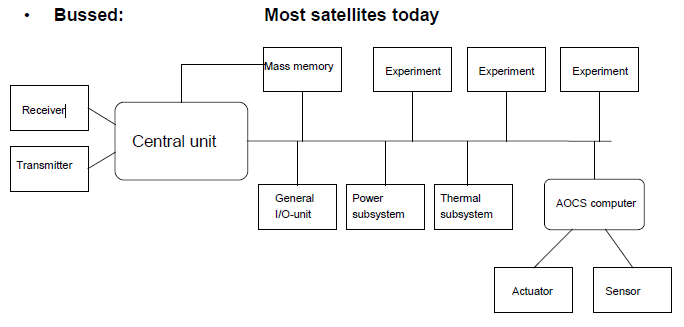 • Bussed: Most satellites today
Mass memory
Experiment
Experiment
Experiment
Receiver
Central unit
Transmitter
General
I/O-unit
Power
subsystem
Thermal
subsystem
AOCS computer
Actuator
Sensor